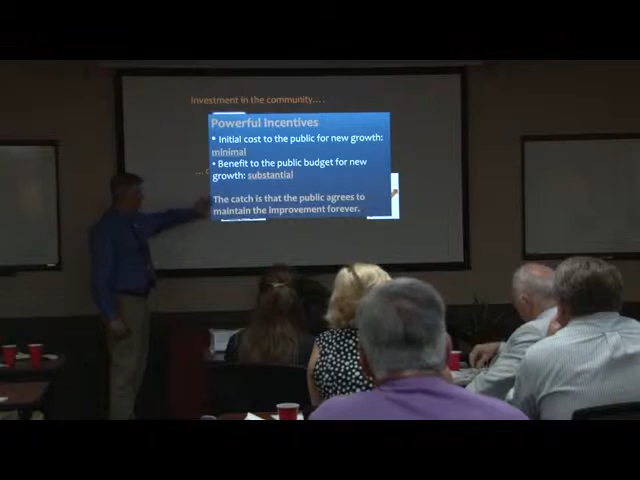 Investment in the community... .
Powerful Incentives
• Initial cost to the public for new growth:
minimal
• Benefit to the public budget for new
growth: substantial
The catch is that the public agrees to
maintain the improvement forever.